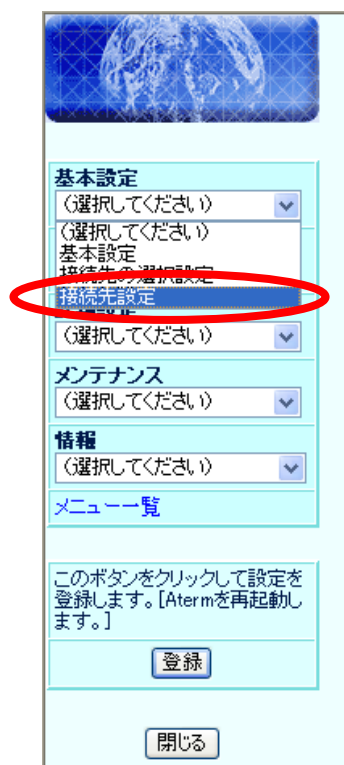 基本設定
(選択してください)
(選択してください)
基本設定
接続先の選択設定
接続先設定
(選択してください)
メンテナンス
(選択してください)
情報
(選択してください)
メニュー一覧
このボタンをクリックして設定を
登録します。[Atermを再起動し
ます。]
登録
閉じる